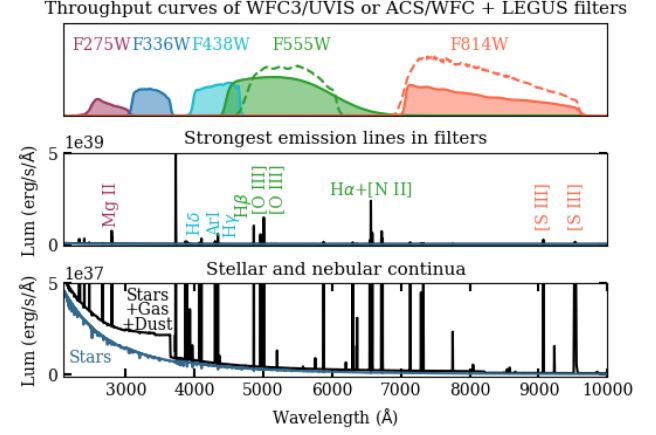 Throughput curves of WFC3/UVIS or ACS/WFC + LEGUS filters
F275W F336W F438W F555W F814W
Strongest emission lines in filters
1e39
5
0
Lum (erg/s/Å)
Mg II
Hδ
ArI
Hγ
Hβ
[O III]
[O III]
Hα+[N II]
[S III]
[S III]
Stellar and nebular continua
1e37
5
0
Lum (erg/s/Å)
Stars
+Gas
+Dust
Stars
3000 4000 5000 6000 7000 8000 9000 10000
Wavelength (Å)